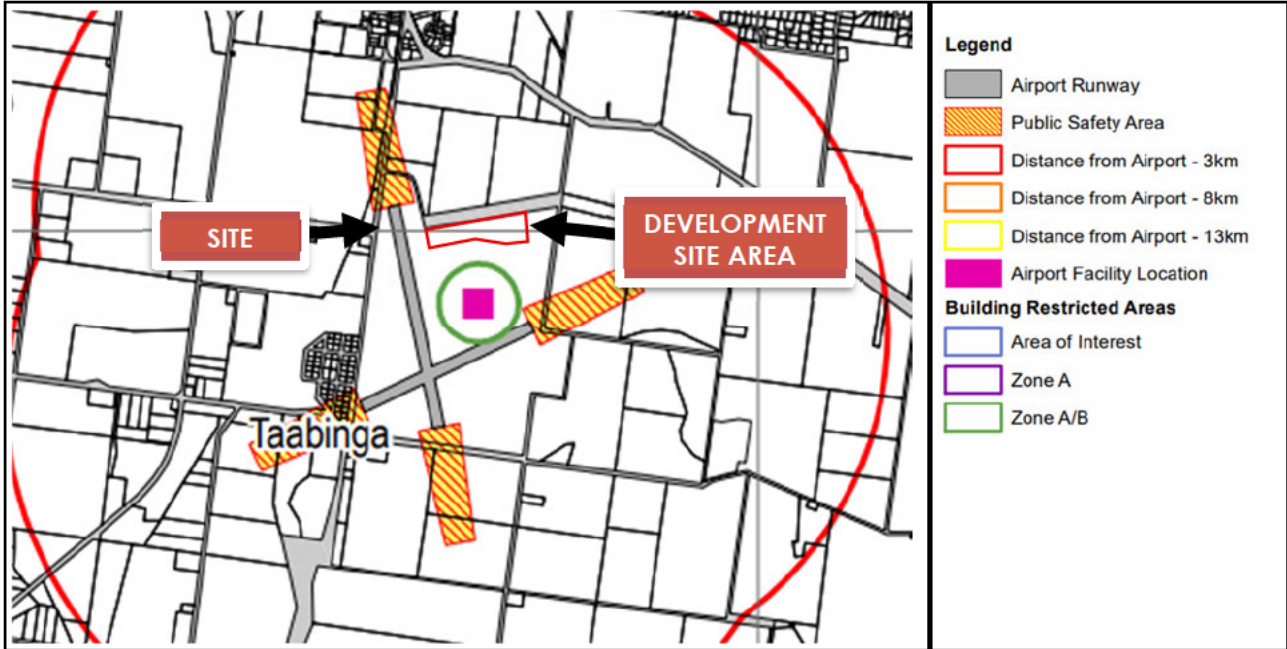 SITE
DEVELOPMENT
SITE AREA
Taabinga
Legend
Airport Runway
Public Safety Area
Distance from Airport - 3km
Distance from Airport - 8km
Distance from Airport - 13km
Airport Facility Location
Building Restricted Areas
Area of Interest
Zone A
Zone A/B